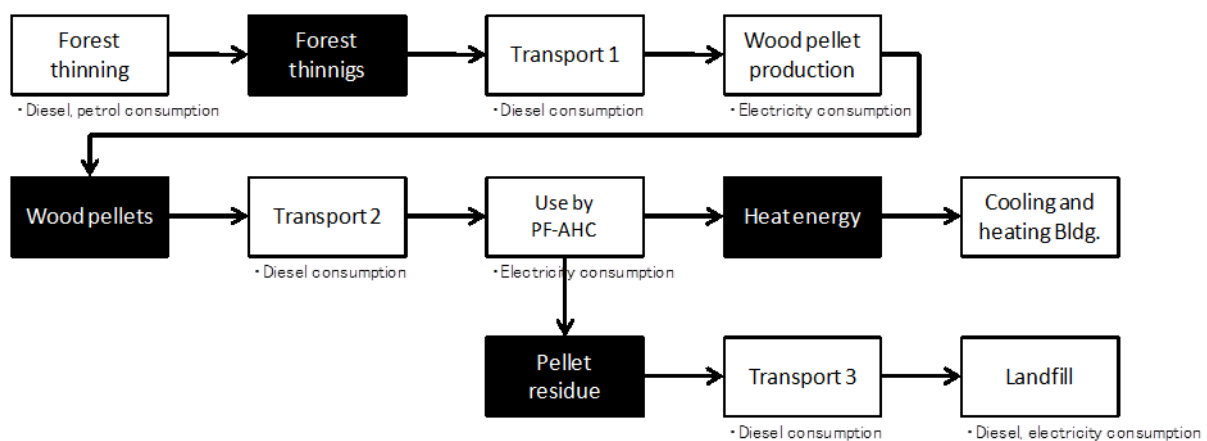 Forest
thinning
Forest
thinnigs
Transport 1
Wood pellet
production
・Diesel, petrol consumption
・Diesel consumption
・Electricity consumption
Wood pellets
Transport 2
Use by
PF-AHC
Heat energy
Cooling and
heating Bldg.
・Diesel consumption
・Electricity consumption
Pellet
residue
Transport 3
Landfill
・Diesel consumption
・Diesel, electricity consumption